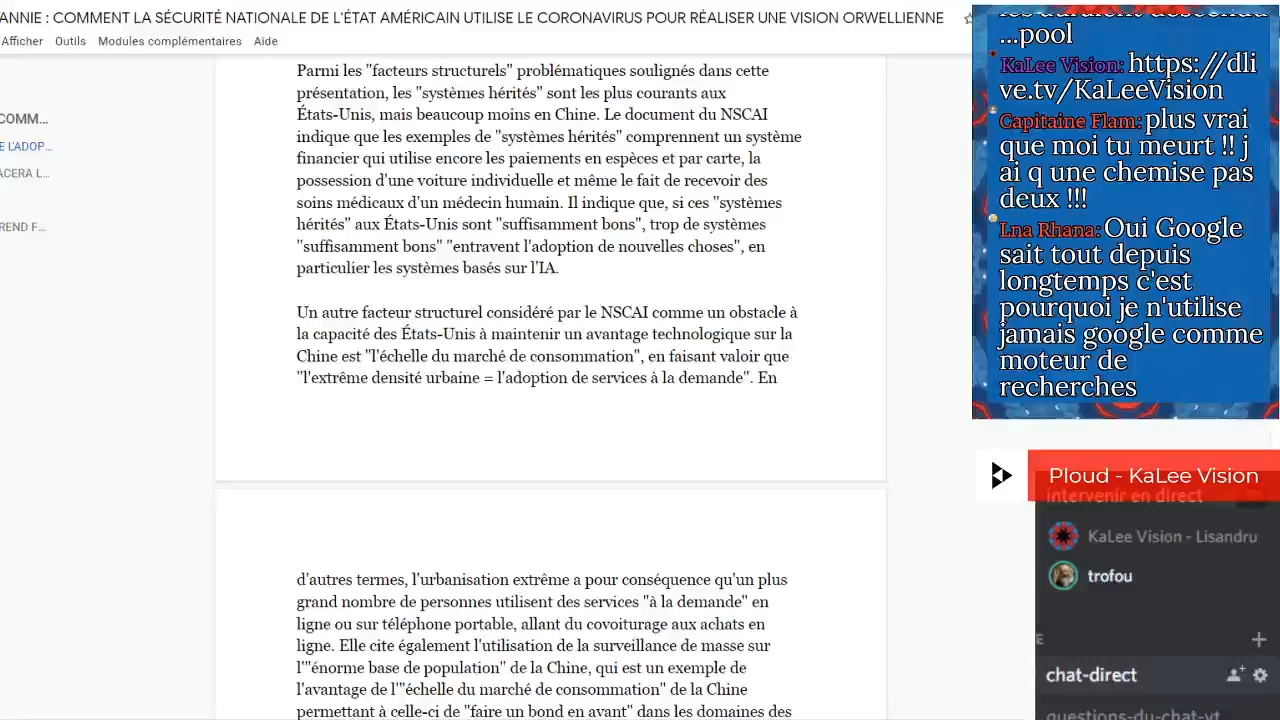 ANNIE : COMMENT LA SÉCURITÉ NATIONALE DE L'ÉTAT AMÉRICAIN UTILISE LE CORONAVIRUS POUR RÉALISER UNE VISION ORWELLIENNE
Afficher Outils Modules complémentaires Aide
COMM...
E L'ADOP...
ACERA L...
REND F...
Parmi les "facteurs structurels" problématiques soulignés dans cette
présentation, les "systèmes hérités" sont les plus courants aux
États-Unis, mais beaucoup moins en Chine. Le document du NSCAI
indique que les exemples de "systèmes hérités" comprennent un système
financier qui utilise encore les paiements en espèces et par carte, la
possession d'une voiture individuelle et même le fait de recevoir des
soins médicaux d'un médecin humain. Il indique que, si ces "systèmes
hérités" aux États-Unis sont "suffisamment bons", trop de systèmes
"suffisamment bons" "entravent l'adoption de nouvelles choses", en
particulier les systèmes basés sur l'IA.
Un autre facteur structurel considéré par le NSCAI comme un obstacle à
la capacité des États-Unis à maintenir un avantage technologique sur la
Chine est "l'échelle du marché de consommation", en faisant valoir que
"l'extrême densité urbaine = l'adoption de services à la demande". En
d'autres termes, l'urbanisation extrême a pour conséquence qu'un plus
grand nombre de personnes utilisent des services "à la demande" en
ligne ou sur téléphone portable, allant du covoiturage aux achats en
ligne. Elle cite également l'utilisation de la surveillance de masse sur
l'"énorme base de population" de la Chine, qui est un exemple de
l'avantage de l'"échelle du marché de consommation" de la Chine
permettant à celle-ci de "faire un bond en avant" dans les domaines des
...pool
KaLee Vision: https://dli
ve.tv/KaLeeVision
Capitaine Flam: plus vrai
que moi tu meurt !! j
ai q une chemise pas
deux !!!
Lna Rhana: Oui Google
sait tout depuis
longtemps c'est
pourquoi je n'utilise
jamais google comme
moteur de
recherches
Ploud - KaLee Vision
intervenir en direct
KaLee Vision - Lisandru
trofou
E
chat-direct
questions-du-chat-yt